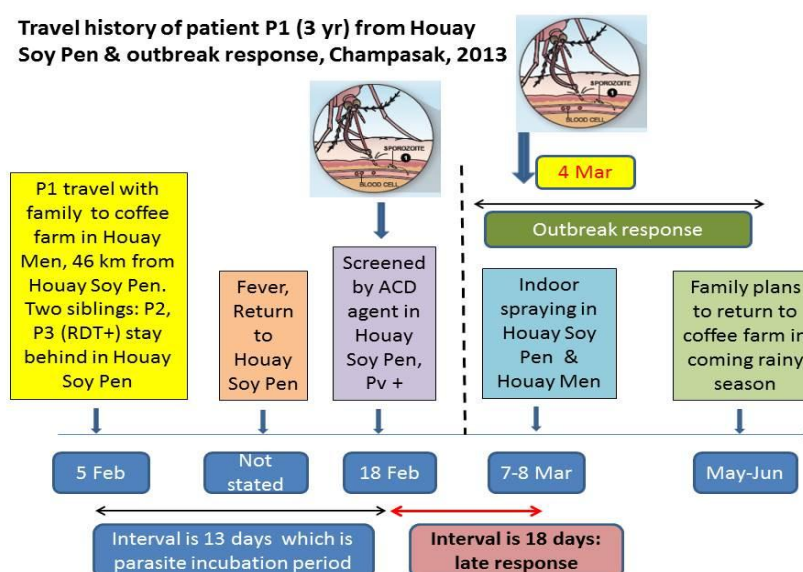 Travel history of patient P1 (3 yr) from Houay
Soy Pen & outbreak response, Champasak, 2013
SPOROZOITE
1
BLOOD CELL
SPOROZOITE
1
BLOOD CELL
4 Mar
Outbreak response
P1 travel with
family to coffee
farm in Houay
Men, 46 km from
Houay Soy Pen.
Two siblings: P2,
P3 (RDT+) stay
behind in Houay
Soy Pen
Fever,
Return
to
Houay
Soy Pen
Screened
by ACD
agent in
Houay
Soy Pen,
Pv +
Indoor
spraying in
Houay Soy
Pen &
Houay Men
Family plans
to return to
coffee farm in
coming rainy
season
5 Feb
Not
stated
18 Feb
7-8 Mar
May-Jun
Interval is 13 days which is
parasite incubation period
Interval is 18 days:
late response